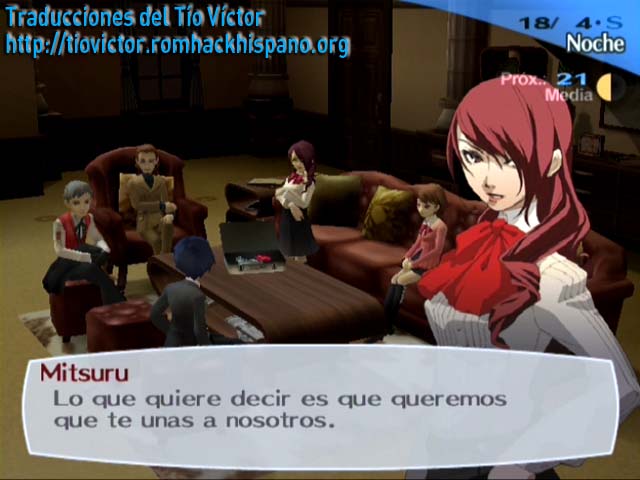 Traducciones del Tío Víctor
http://tiovictor.romhackhispano.org
18/ 4·S
Noche
Próx.: 21
Media
Mitsuru
Lo que quiere decir es que queremos
que te unas a nosotros.